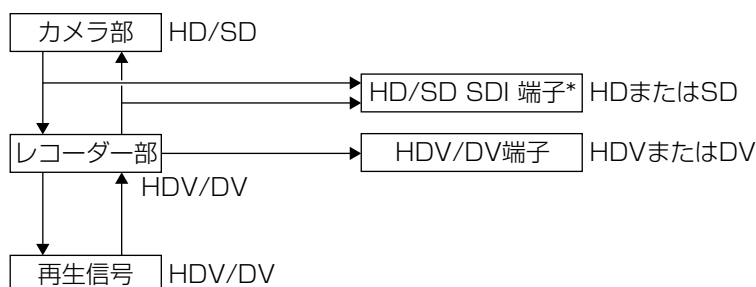 カメラ部 HD/SD
HD/SD SDI 端子* HDまたはSD
レコーダー部 HDV/DV端子 HDVまたはDV
HDV/DV
再生信号 HDV/DV